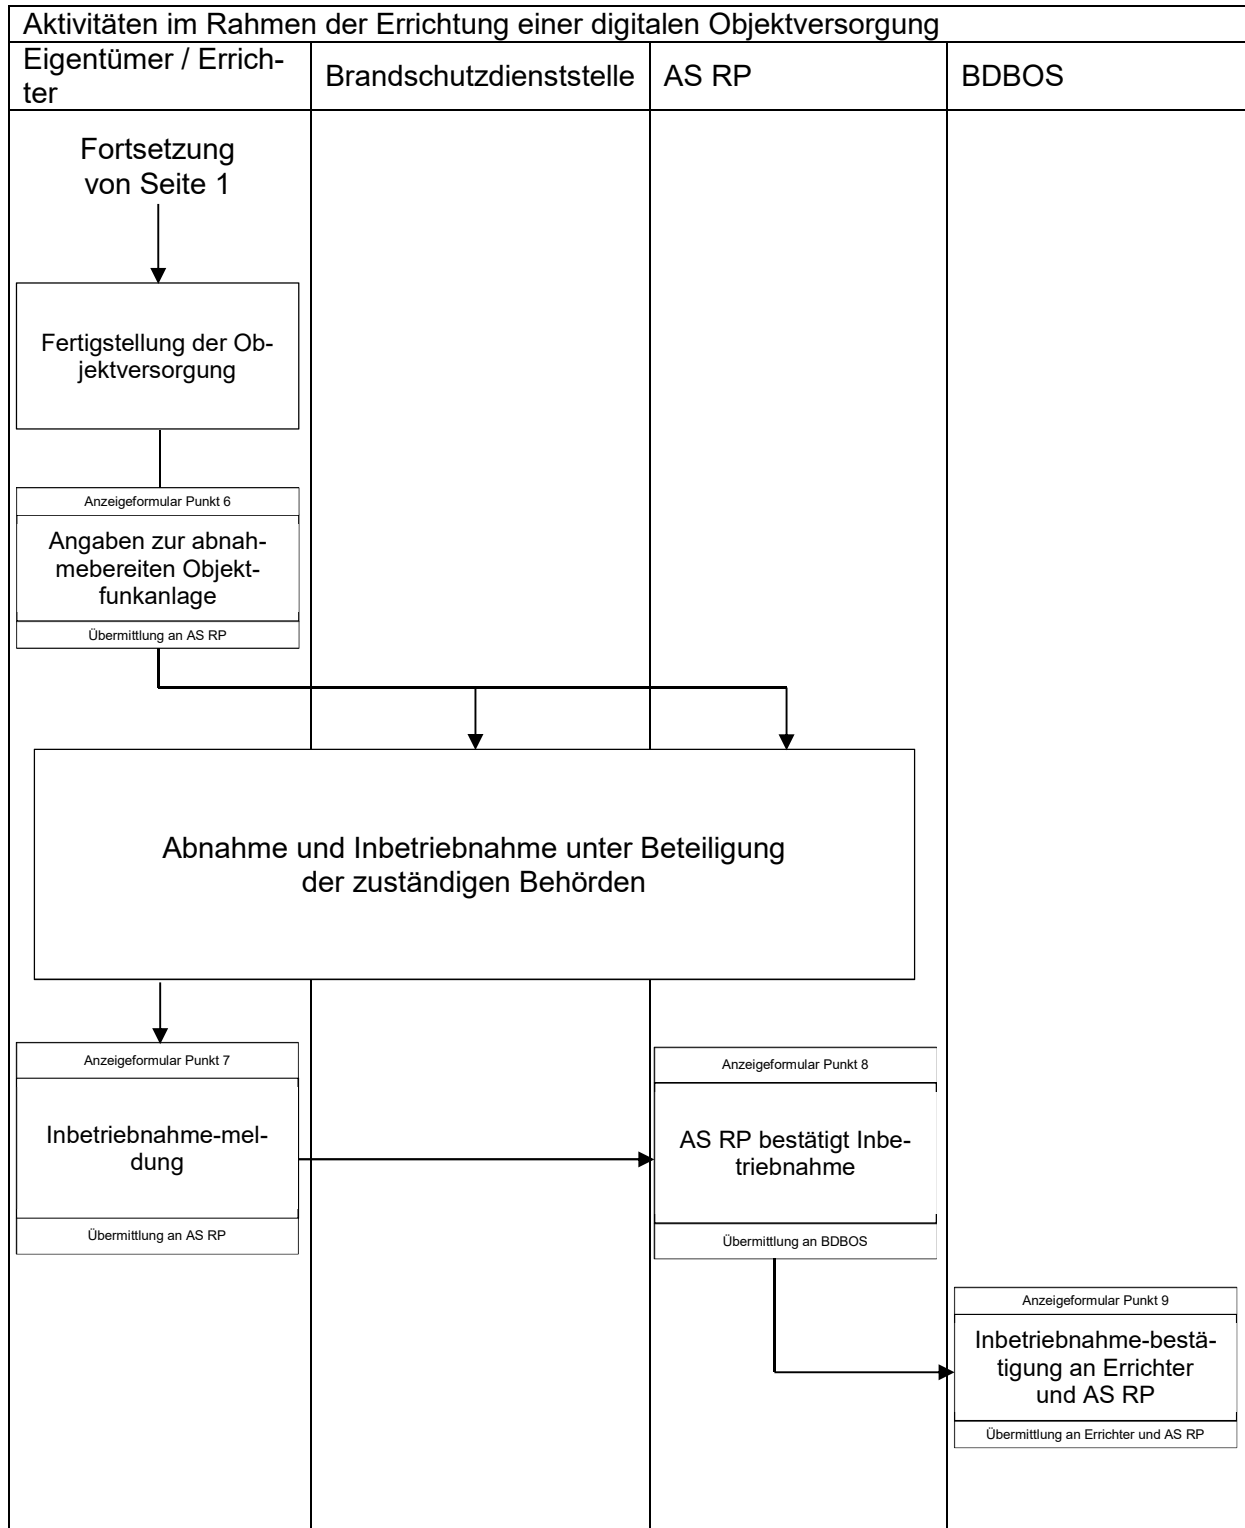 Aktivitäten im Rahmen der Errichtung einer digitalen Objektversorgung
Eigentümer / Errich-
ter
Brandschutzdienststelle
AS RP
BDBOS
Fortsetzung
von Seite 1
Fertigstellung der Ob-
jektversorgung
Anzeigeformular Punkt 6
Angaben zur abnah-
mebereiten Objekt-
funkanlage
Übermittlung an AS RP
Abnahme und Inbetriebnahme unter Beteiligung
der zuständigen Behörden
Anzeigeformular Punkt 7
Inbetriebnahme-mel-
dung
Übermittlung an AS RP
Anzeigeformular Punkt 8
AS RP bestätigt Inbe-
triebnahme
Übermittlung an BDBOS
Anzeigeformular Punkt 9
Inbetriebnahme-bestä-
tigung an Errichter
und AS RP
Übermittlung an Errichter und AS RP